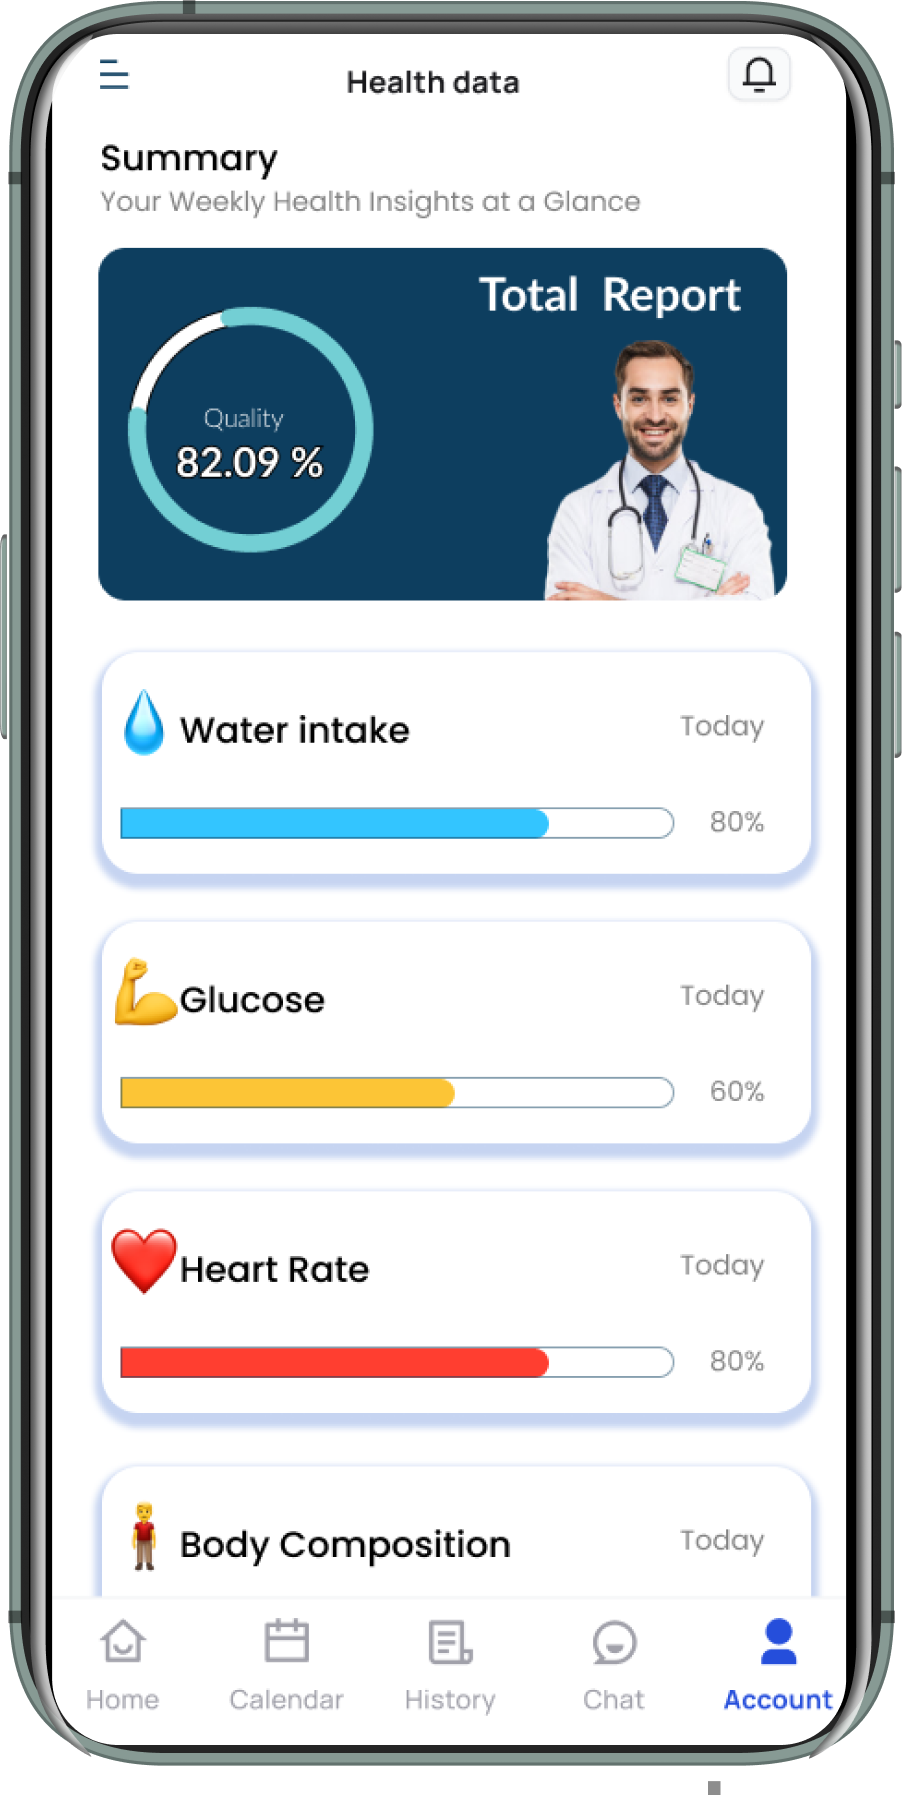 Health data
Summary
Your Weekly Health Insights at a Glance
Total Report
Quality
82.09 %
Water intake
Today
80%
Glucose
Today
60%
Heart Rate
Today
80%
Body Composition
Today
Home
Calendar
History
Chat
Account